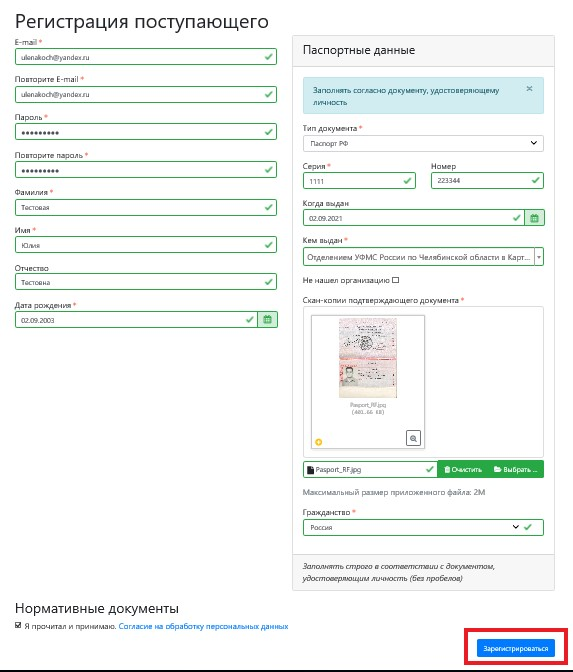 Регистрация поступающего
E-mail *
ulenakoch@yandex.ru
Повторите E-mail *
ulenakoch@yandex.ru
Пароль *
•••••••••
Повторите пароль *
•••••••••
Фамилия *
Тестовая
Имя *
Юлия
Отчество
Тестовна
Дата рождения *
02.09.2003
Паспортные данные
Заполнять согласно документу, удостоверяющему
личность
Тип документа *
Паспорт РФ
Серия * Номер
1111 223344
Когда выдан
02.09.2021
Кем выдан *
Отделением УФМС России по Челябинской области в Карт...
Не нашел организацию
Скан-копии подтверждающего документа *
Pasport_RF.jpg
(401.66 KB)
Pasport_RF.jpg Очистить Выбрать ...
Максимальный размер приложенного файла: 2M
Гражданство *
Россия
Заполнять строго в соответствии с документом,
удостоверяющим личность (без пробелов)
Нормативные документы
Я прочитал и принимаю. Согласие на обработку персональных данных
Зарегистрироваться